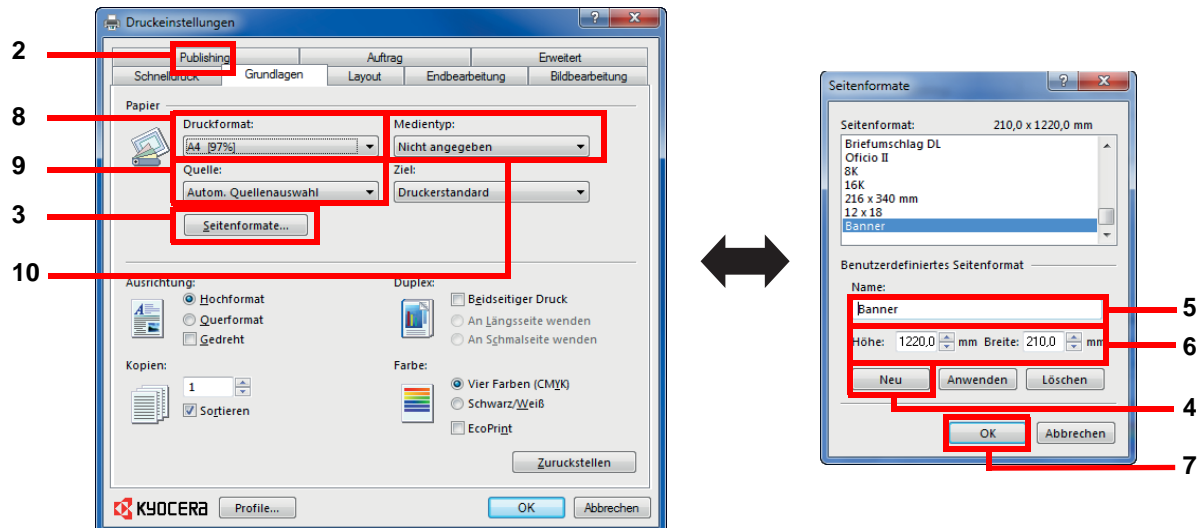 Druckeinstellungen
2
Publishing Auftrag Erweitert
Schnelldruck Grundlagen Layout Endbearbeitung Bildbearbeitung
Papier
8
Druckformat: Medientyp:
A4 [97%] Nicht angegeben
9
Quelle: Ziel:
Autom. Quellenauswahl Druckerstandard
3
Seitenformate...
10
Ausrichtung: Duplex:
Hochformat Beidseitiger Druck
Querformat An Längsseite wenden
Gedreht An Schmalseite wenden
Kopien: Farbe:
1 Vier Farben (CMYK)
Sortieren Schwarz/Weiß
EcoPrint
Zuruckstellen
KYOCERA Profile... OK Abbrechen
Seitenformate
Seitenformat: 210,0 x 1220,0 mm
Briefumschlag DL
Oficio II
8K
16K
216 x 340 mm
12 x 18
Banner
Benutzerdefiniertes Seitenformat
Name:
Banner
5
Höhe: 1220,0 mm Breite: 210,0 mm
6
Neu Anwenden Löschen
4
OK Abbrechen
7